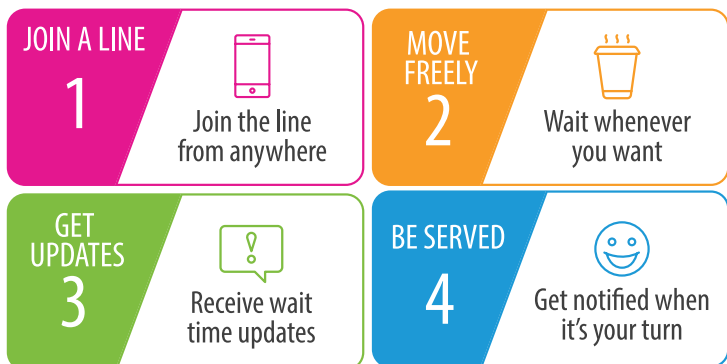 JOIN A LINE
1
Join the line
from anywhere
MOVE
FREELY
2
Wait whenever
you want
GET
UPDATES
3
Receive wait
time updates
BE SERVED
4
Get notified when
it's your turn